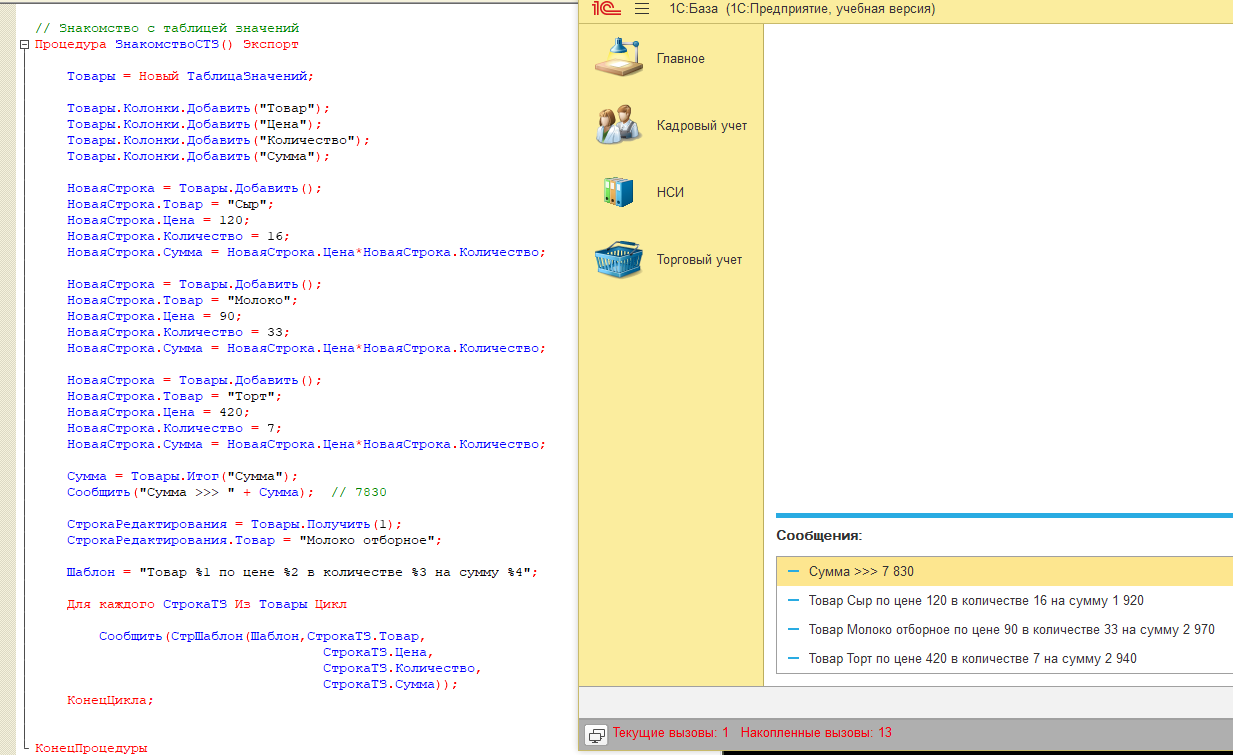 // Знакомство с таблицей значений
Процедура ЗнакомствоСТЗ() Экспорт
Товары = Новый ТаблицаЗначений;
Товары.Колонки.Добавить("Товар");
Товары.Колонки.Добавить("Цена");
Товары.Колонки.Добавить("Количество");
Товары.Колонки.Добавить("Сумма");
НоваяСтрока = Товары.Добавить();
НоваяСтрока.Товар = "Сыр";
НоваяСтрока.Цена = 120;
НоваяСтрока.Количество = 16;
НоваяСтрока.Сумма = НоваяСтрока.Цена*НоваяСтрока.Количество;
НоваяСтрока = Товары.Добавить();
НоваяСтрока.Товар = "Молоко";
НоваяСтрока.Цена = 90;
НоваяСтрока.Количество = 33;
НоваяСтрока.Сумма = НоваяСтрока.Цена*НоваяСтрока.Количество;
НоваяСтрока = Товары.Добавить();
НоваяСтрока.Товар = "Торт";
НоваяСтрока.Цена = 420;
НоваяСтрока.Количество = 7;
НоваяСтрока.Сумма = НоваяСтрока.Цена*НоваяСтрока.Количество;
Сумма = Товары.Итог("Сумма");
Сообщить("Сумма >>> " + Сумма);  // 7830
СтрокаРедактирования = Товары.Получить(1);
СтрокаРедактирования.Товар = "Молоко отборное";
Шаблон = "Товар %1 по цене %2 в количестве %3 на сумму %4";
Для каждого СтрокаТЗ Из Товары Цикл
Сообщить(СтрШаблон(Шаблон,СтрокаТЗ.Товар,
СтрокаТЗ.Цена,
СтрокаТЗ.Количество,
СтрокаТЗ.Сумма));
КонецЦикла;
КонецПроцедуры
1С 1С:База (1С:Предприятие, учебная версия)
Главное
Кадровый учет
НСИ
Торговый учет
Сообщения:
Сумма >>> 7 830
Товар Сыр по цене 120 в количестве 16 на сумму 1 920
Товар Молоко отборное по цене 90 в количестве 33 на сумму 2 970
Товар Торт по цене 420 в количестве 7 на сумму 2 940
Текущие вызовы: 1 Накопленные вызовы: 13